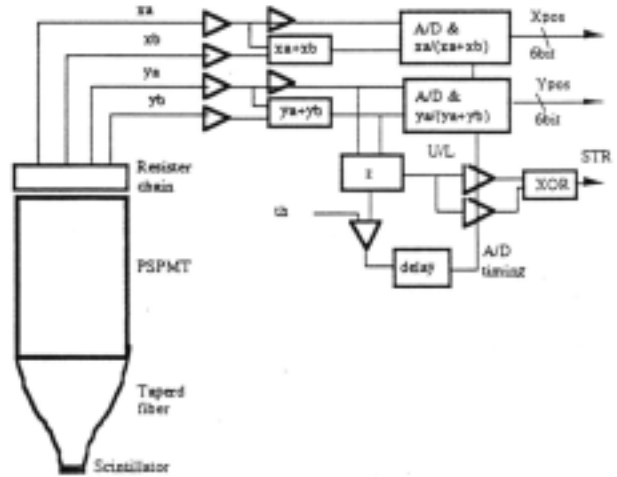 xa
xb
ya
yb
xa+xb
ya+yb
A/D &
xa/(xa+xb)
A/D &
ya/(ya+yb)
Xpos
6bit
Ypos
6bit
U/L
STR
XOR
Σ
th
delay
A/D
timing
Resister
chain
PSPMT
Taperd
fiber
Scintillator